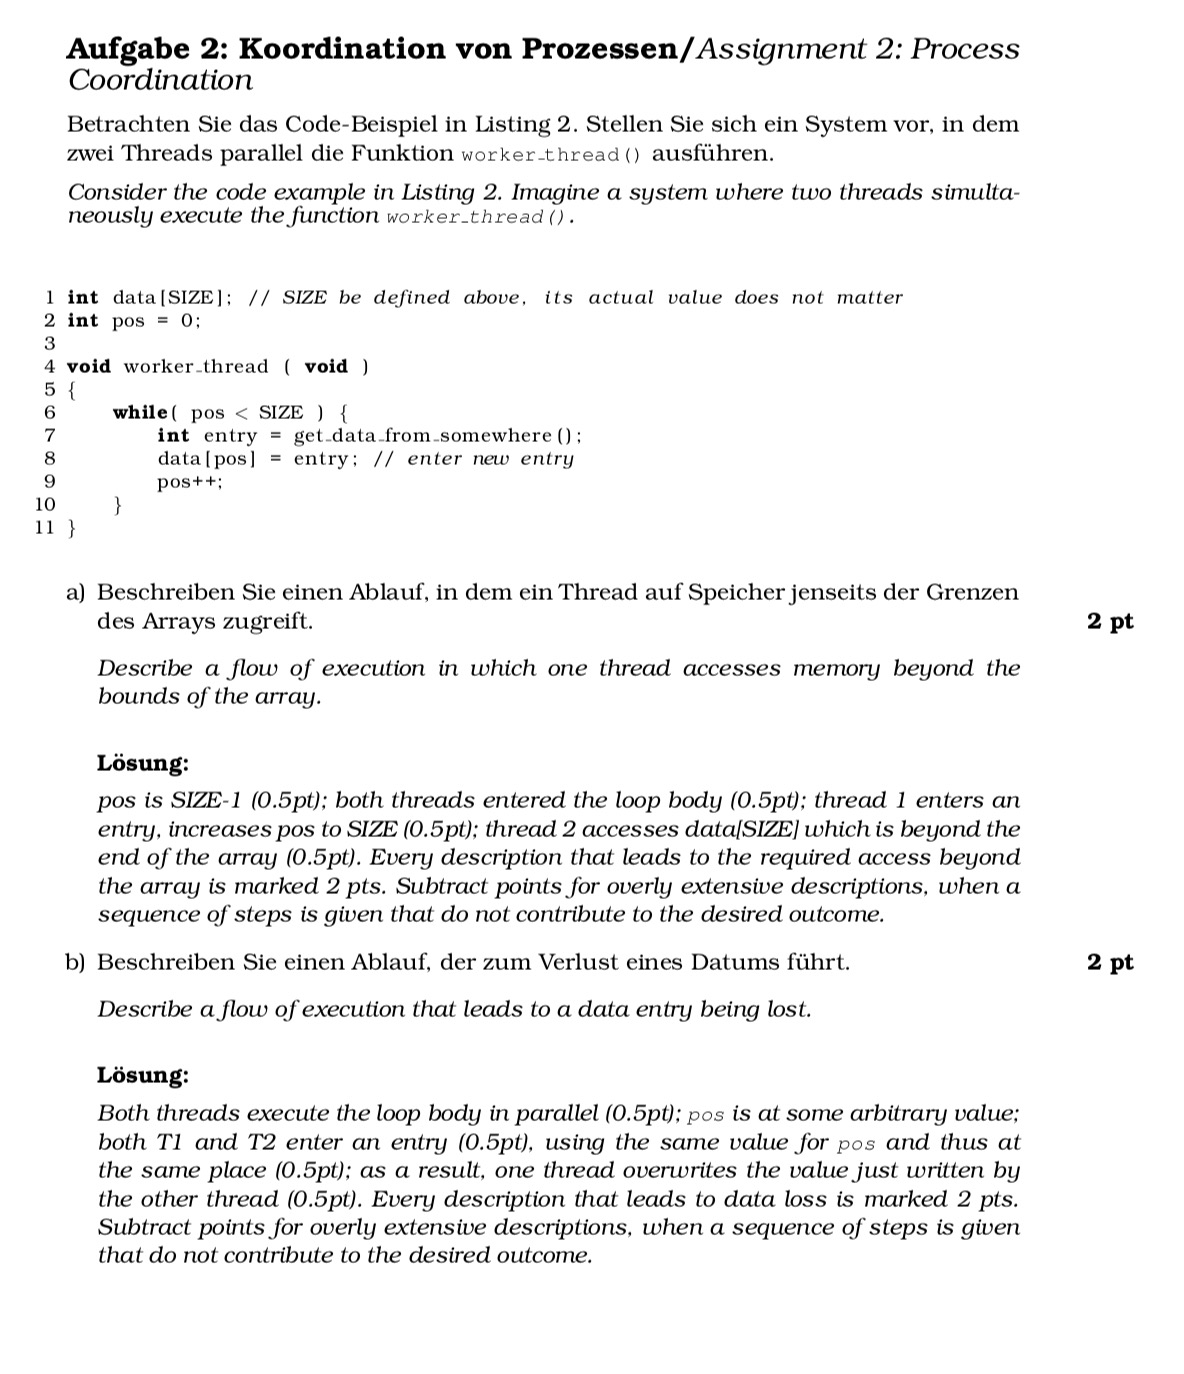 Aufgabe 2: Koordination von Prozessen/Assignment 2: Process
Coordination
Betrachten Sie das Code-Beispiel in Listing 2. Stellen Sie sich ein System vor, in dem
zwei Threads parallel die Funktion worker_thread() ausführen.
Consider the code example in Listing 2. Imagine a system where two threads simulta-
neously execute the function worker_thread().
1 int data[SIZE]; // SIZE be defined above, its actual value does not matter
2 int pos = 0;
3
4 void worker_thread ( void )
5 {
6 while( pos < SIZE ) {
7 int entry = get_data_from_somewhere();
8 data[pos] = entry; // enter new entry
9 pos++;
10 }
11 }
a) Beschreiben Sie einen Ablauf, in dem ein Thread auf Speicher jenseits der Grenzen
des Arrays zugreift. 2 pt
Describe a flow of execution in which one thread accesses memory beyond the
bounds of the array.
Lösung:
pos is SIZE-1 (0.5pt); both threads entered the loop body (0.5pt); thread 1 enters an
entry, increases pos to SIZE (0.5pt); thread 2 accesses data[SIZE] which is beyond the
end of the array (0.5pt). Every description that leads to the required access beyond
the array is marked 2 pts. Subtract points for overly extensive descriptions, when a
sequence of steps is given that do not contribute to the desired outcome.
b) Beschreiben Sie einen Ablauf, der zum Verlust eines Datums führt. 2 pt
Describe a flow of execution that leads to a data entry being lost.
Lösung:
Both threads execute the loop body in parallel (0.5pt); pos is at some arbitrary value;
both T1 and T2 enter an entry (0.5pt), using the same value for pos and thus at
the same place (0.5pt); as a result, one thread overwrites the value just written by
the other thread (0.5pt). Every description that leads to data loss is marked 2 pts.
Subtract points for overly extensive descriptions, when a sequence of steps is given
that do not contribute to the desired outcome.